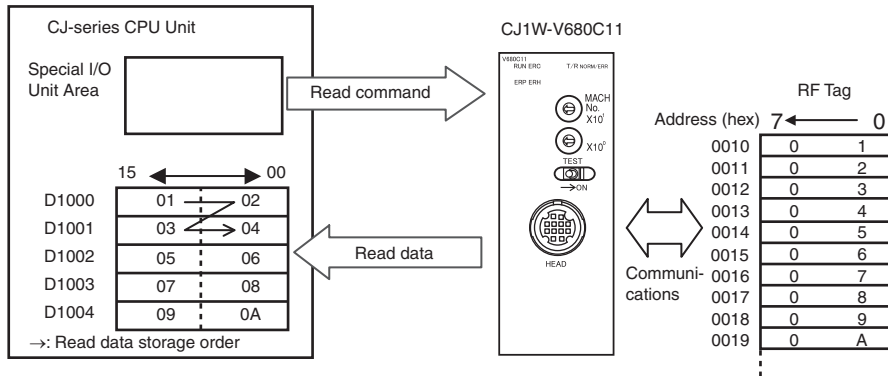 CJ-series CPU Unit
Special I/O
Unit Area
Read command
15 00
D1000 01 02
D1001 03 04
D1002 05 06
D1003 07 08
D1004 09 0A
→: Read data storage order
Read data
CJ1W-V680C11
V680C11
RUN ERC T/R NORM/ERR
ERP ERH
MACH
No.
X10¹
X10⁰
TEST
→ON
HEAD
Communi-
cations
RF Tag
Address (hex) 7 0
0010 0 1
0011 0 2
0012 0 3
0013 0 4
0014 0 5
0015 0 6
0016 0 7
0017 0 8
0018 0 9
0019 0 A